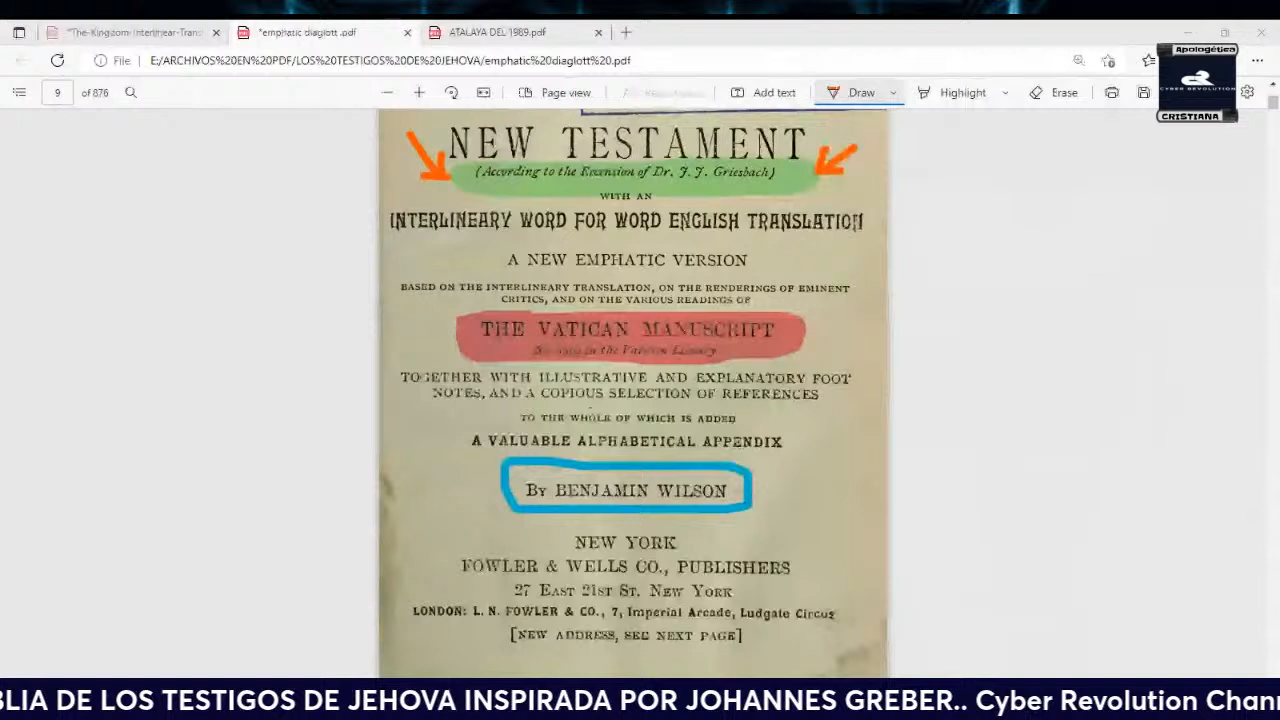 "The-Kingdom-Interlinear-Trans
*emphatic diaglott .pdf
ATALAYA DEL 1989.pdf
File
E:/ARCHIVOS%20EN%20PDF/LOS%20TESTIGOS%20DE%20JEHOVA/emphatic%20diaglott%20.pdf
9 of 876
Page view
Add text
Draw
Highlight
Erase
Apologética
CYBER REVOLUTION
CRISTIANA
NEW TESTAMENT
(According to the Recension of Dr. J. J. Griesbach)
WITH AN
INTERLINEARY WORD FOR WORD ENGLISH TRANSLATION
A NEW EMPHATIC VERSION
BASED ON THE INTERLINEARY TRANSLATION, ON THE RENDERINGS OF EMINENT
CRITICS, AND ON THE VARIOUS READINGS OF
THE VATICAN MANUSCRIPT
in the Vatican Library
TOGETHER WITH ILLUSTRATIVE AND EXPLANATORY FOOT
NOTES, AND A COPIOUS SELECTION OF REFERENCES
TO THE WHOLE OF WHICH IS ADDED
A VALUABLE ALPHABETICAL APPENDIX
By BENJAMIN WILSON
NEW YORK
FOWLER & WELLS CO., PUBLISHERS
27 East 21st St. New York
LONDON: L. N. FOWLER & CO., 7, Imperial Arcade, Ludgate Circus
[NEW ADDRESS, SEE NEXT PAGE]
BLIA DE LOS TESTIGOS DE JEHOVA INSPIRADA POR JOHANNES GREBER.. Cyber Revolution Chann